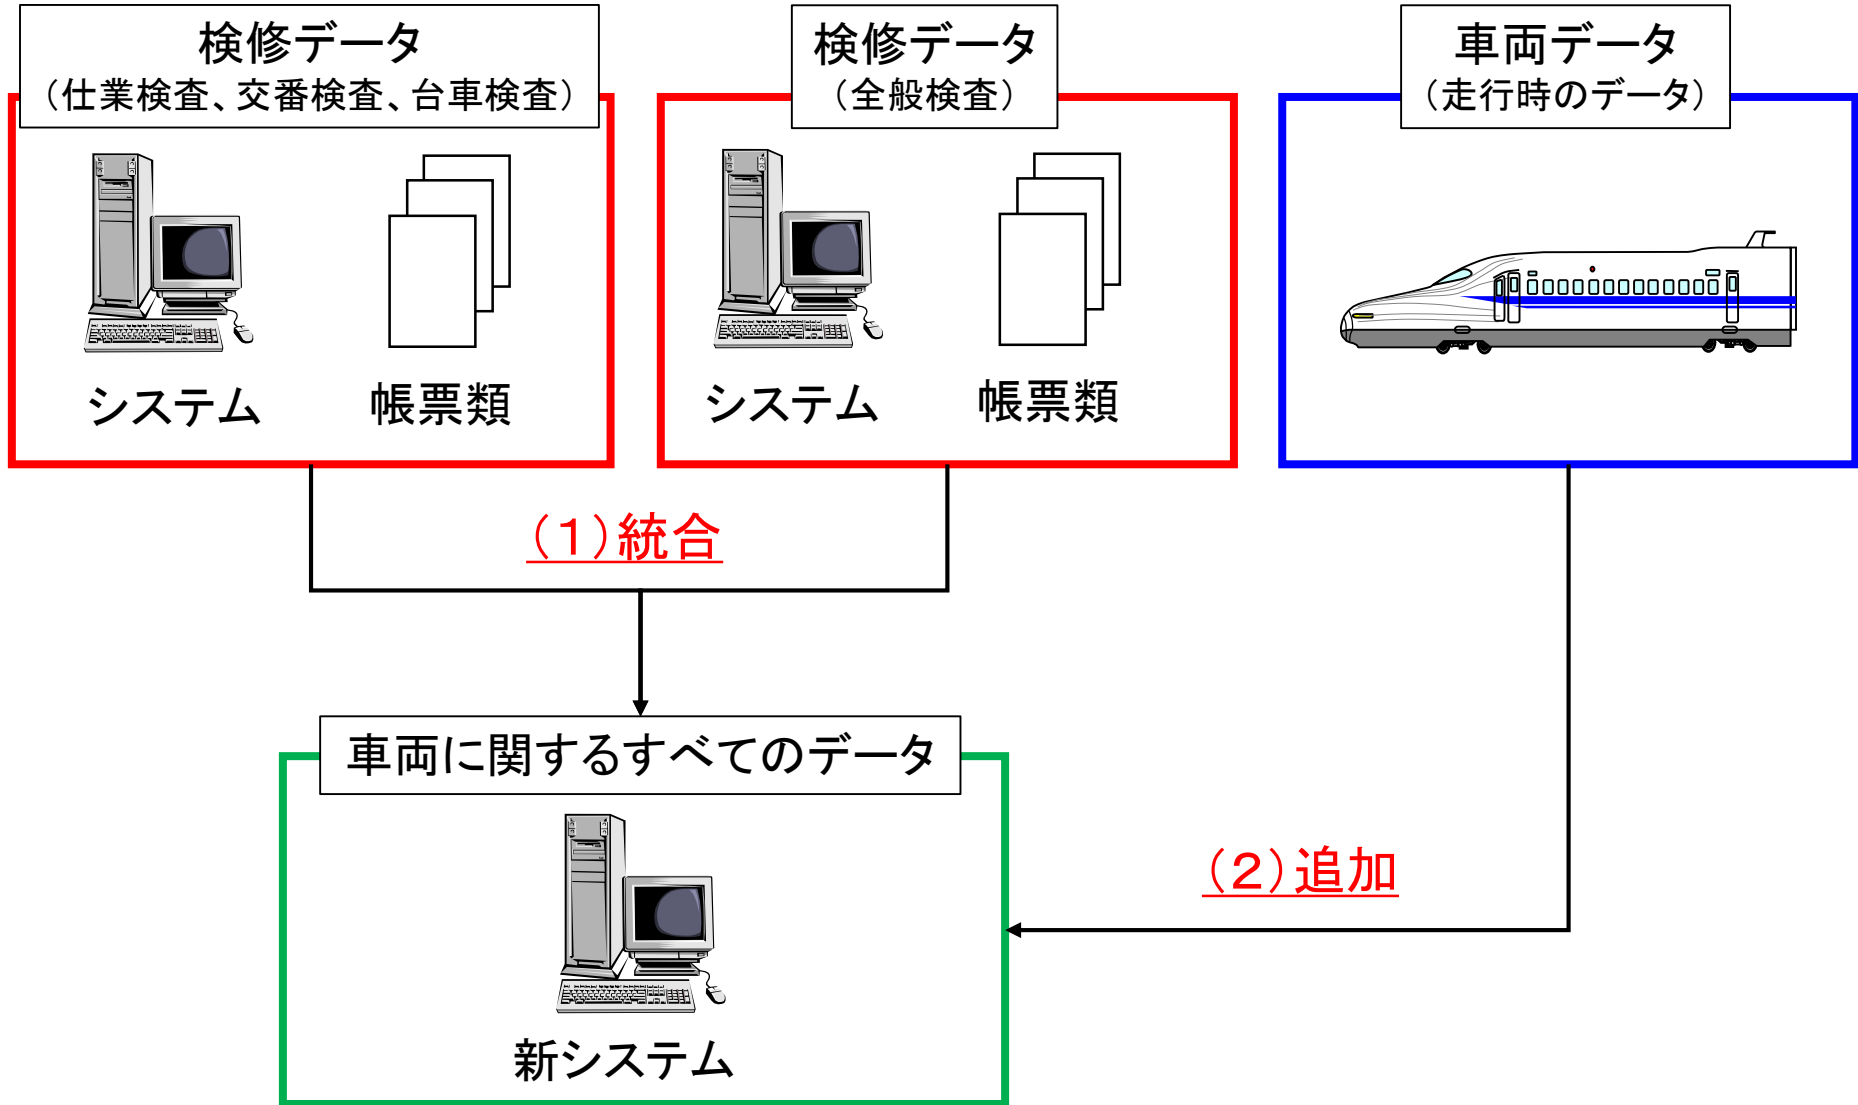 検修データ
（仕業検査、交番検査、台車検査）
検修データ
（全般検査）
車両データ
（走行時のデータ）
システム
帳票類
システム
帳票類
（1）統合
車両に関するすべてのデータ
（2）追加
新システム